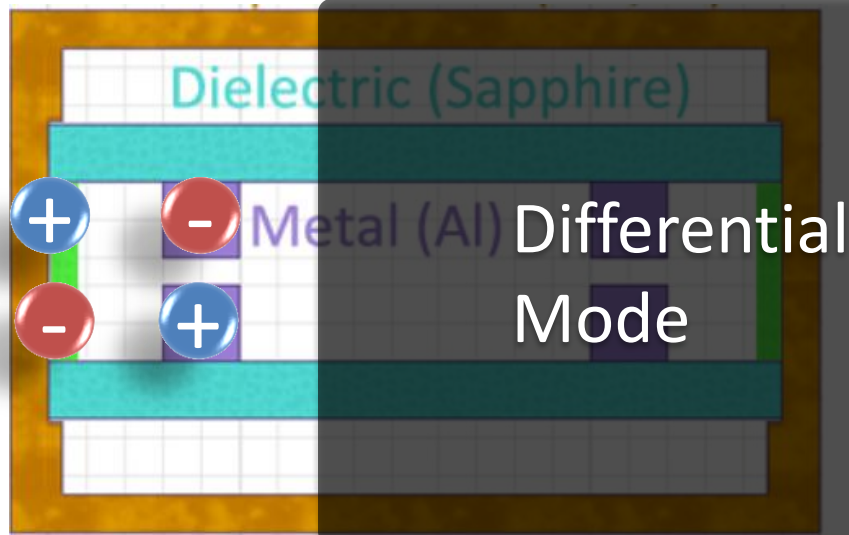 Dielectric (Sapphire)
+
-
Metal (Al)
Differential
-
+
Mode